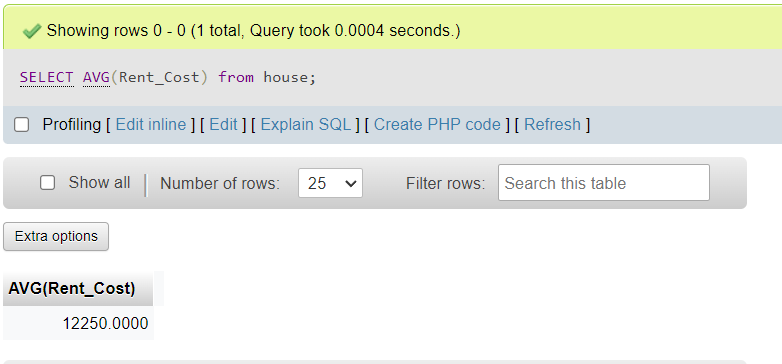 Showing rows 0 - 0 (1 total, Query took 0.0004 seconds.)
SELECT AVG(Rent_Cost) from house;
Profiling [ Edit inline ] [ Edit ] [ Explain SQL ] [ Create PHP code ] [ Refresh ]
Show all Number of rows: 25 Filter rows: Search this table
Extra options
AVG(Rent_Cost)
12250.0000